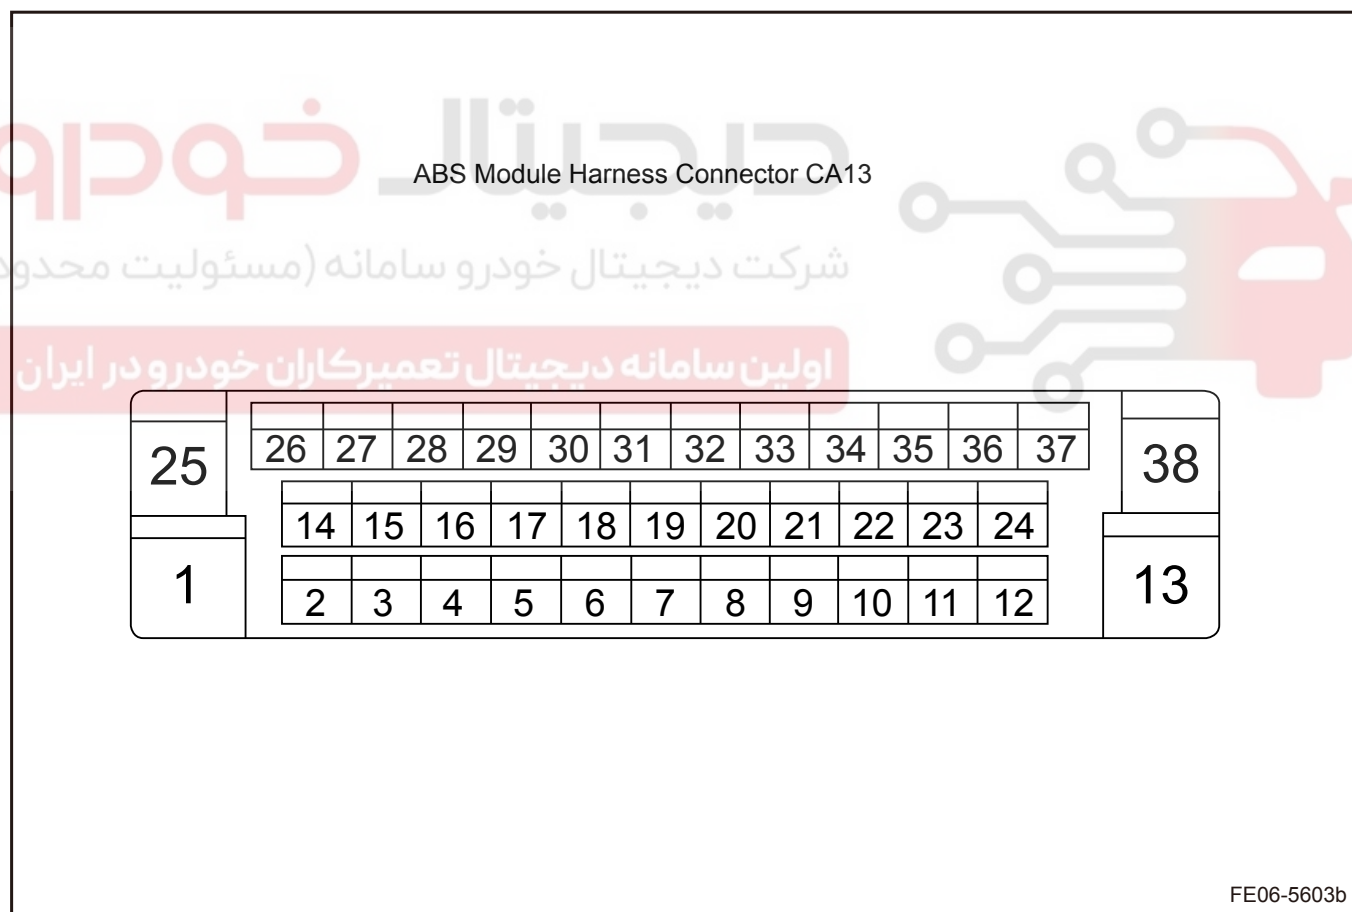 دیجیتال خودرو
ABS Module Harness Connector CA13
شرکت دیجیتال خودرو سامانه (مسئولیت محدود
اولین سامانه دیجیتال تعمیرکاران خودرو در ایران
26 27 28 29 30 31 32 33 34 35 36 37
25 38
14 15 16 17 18 19 20 21 22 23 24
1 13
2 3 4 5 6 7 8 9 10 11 12
FE06-5603b